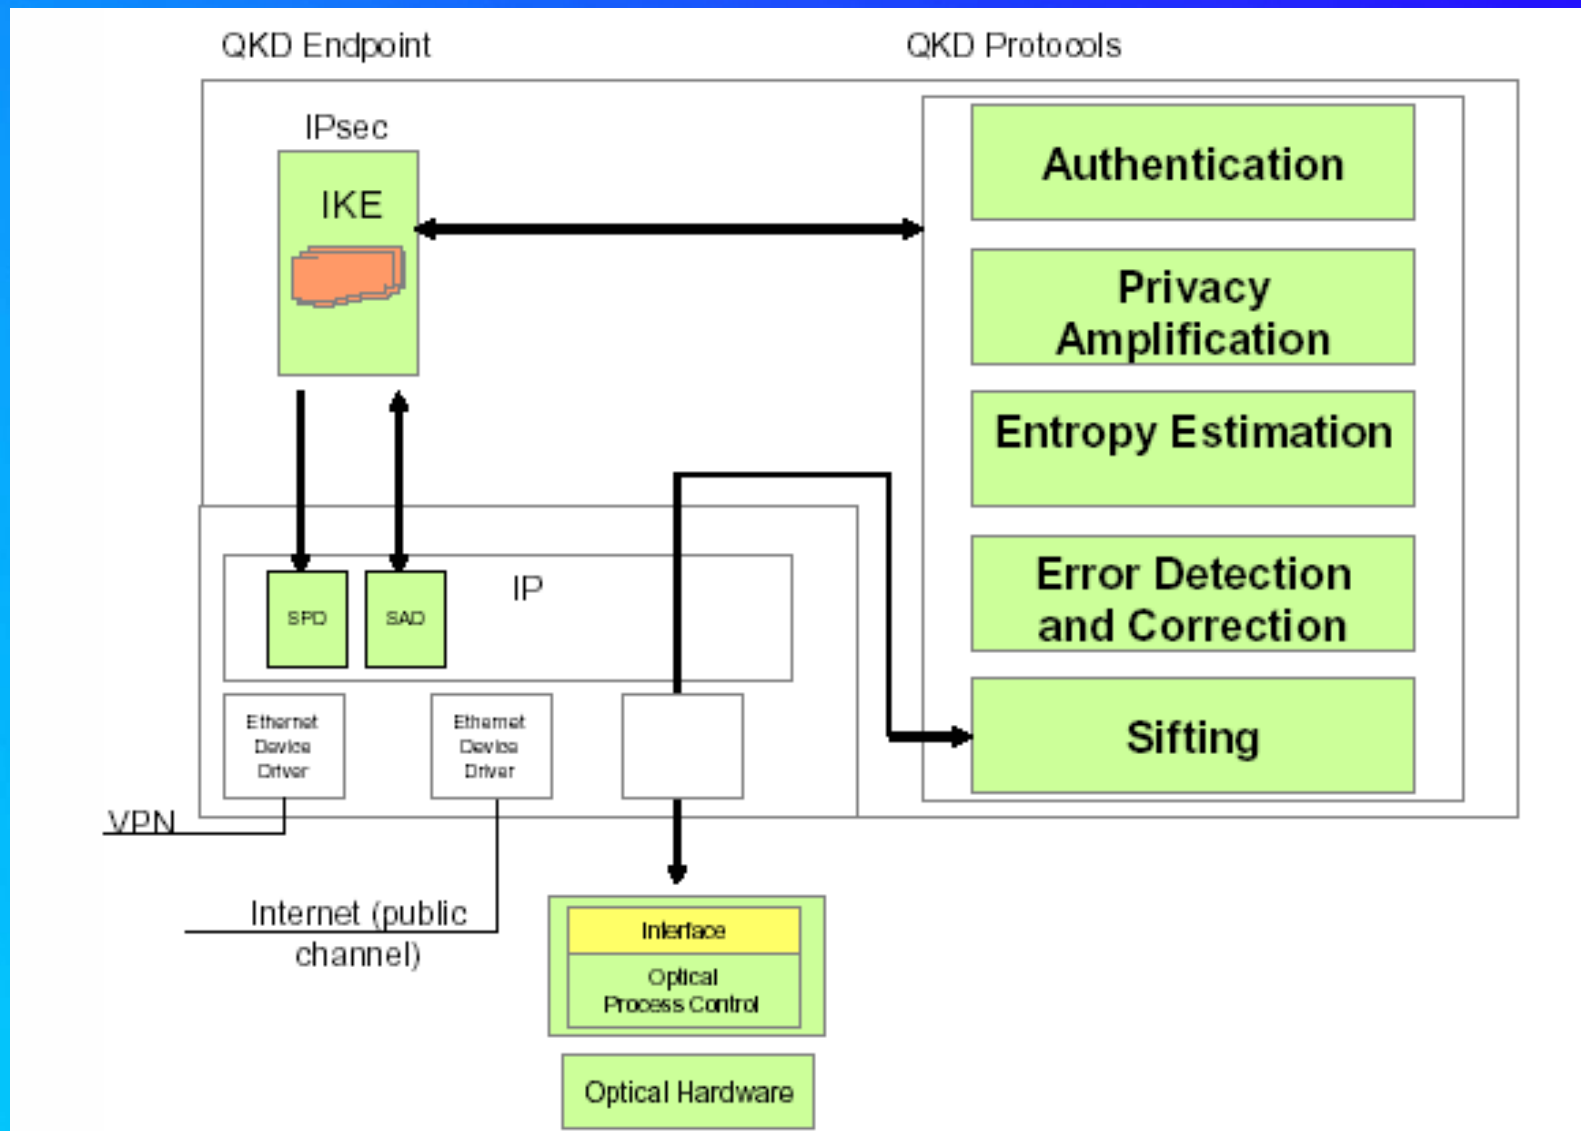 QKD Endpoint
QKD Protocols
IPsec
IKE
Authentication
Privacy
Amplification
Entropy Estimation
Error Detection
and Correction
Sifting
IP
SPD
SAD
Ethernet
Device
Driver
Ethernet
Device
Driver
VPN
Internet (public
channel)
Interface
Optical
Process Control
Optical Hardware